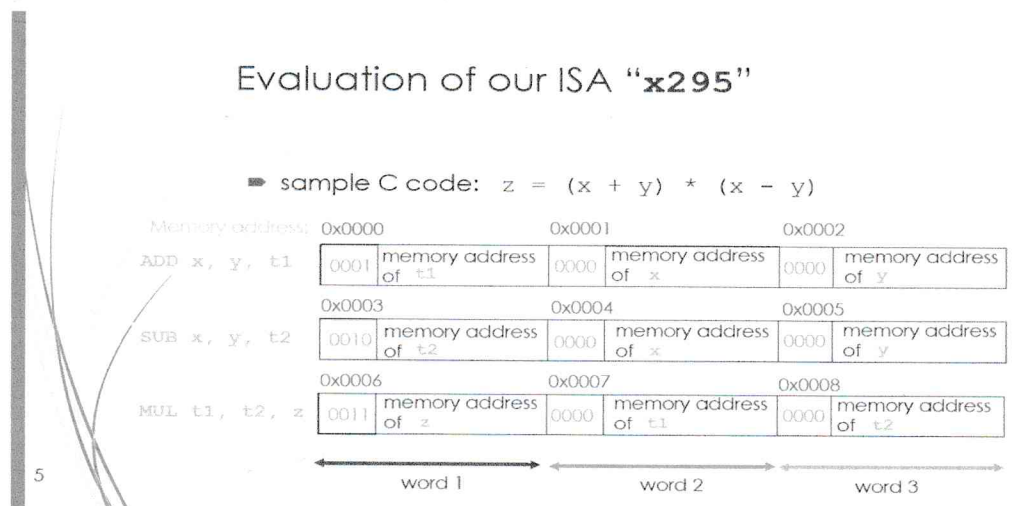 Evaluation of our ISA “x295”
sample C code: z = (x + y) * (x - y)
Memory address: 0x0000 0x0001 0x0002
ADD x, y, t1 0001 memory address of t1 0000 memory address of x 0000 memory address of y
0x0003 0x0004 0x0005
SUB x, y, t2 0010 memory address of t2 0000 memory address of x 0000 memory address of y
0x0006 0x0007 0x0008
MUL t1, t2, z 0011 memory address of z 0000 memory address of t1 0000 memory address of t2
word 1 word 2 word 3
5